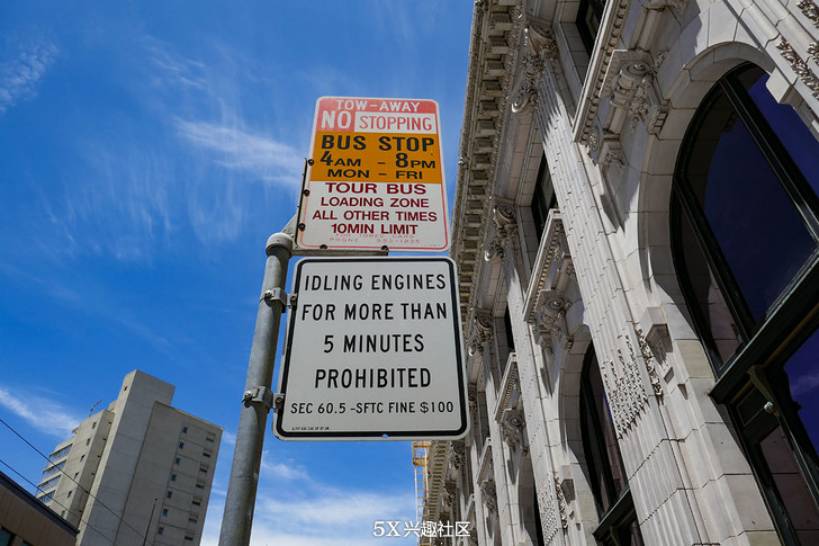 TOW-AWAY
NO STOPPING
BUS STOP
4AM - 8PM
MON - FRI
TOUR BUS
LOADING ZONE
ALL OTHER TIMES
10MIN LIMIT
IDLING ENGINES
FOR MORE THAN
5 MINUTES
PROHIBITED
SEC 60.5 -SFTC FINE $100
5X兴趣社区